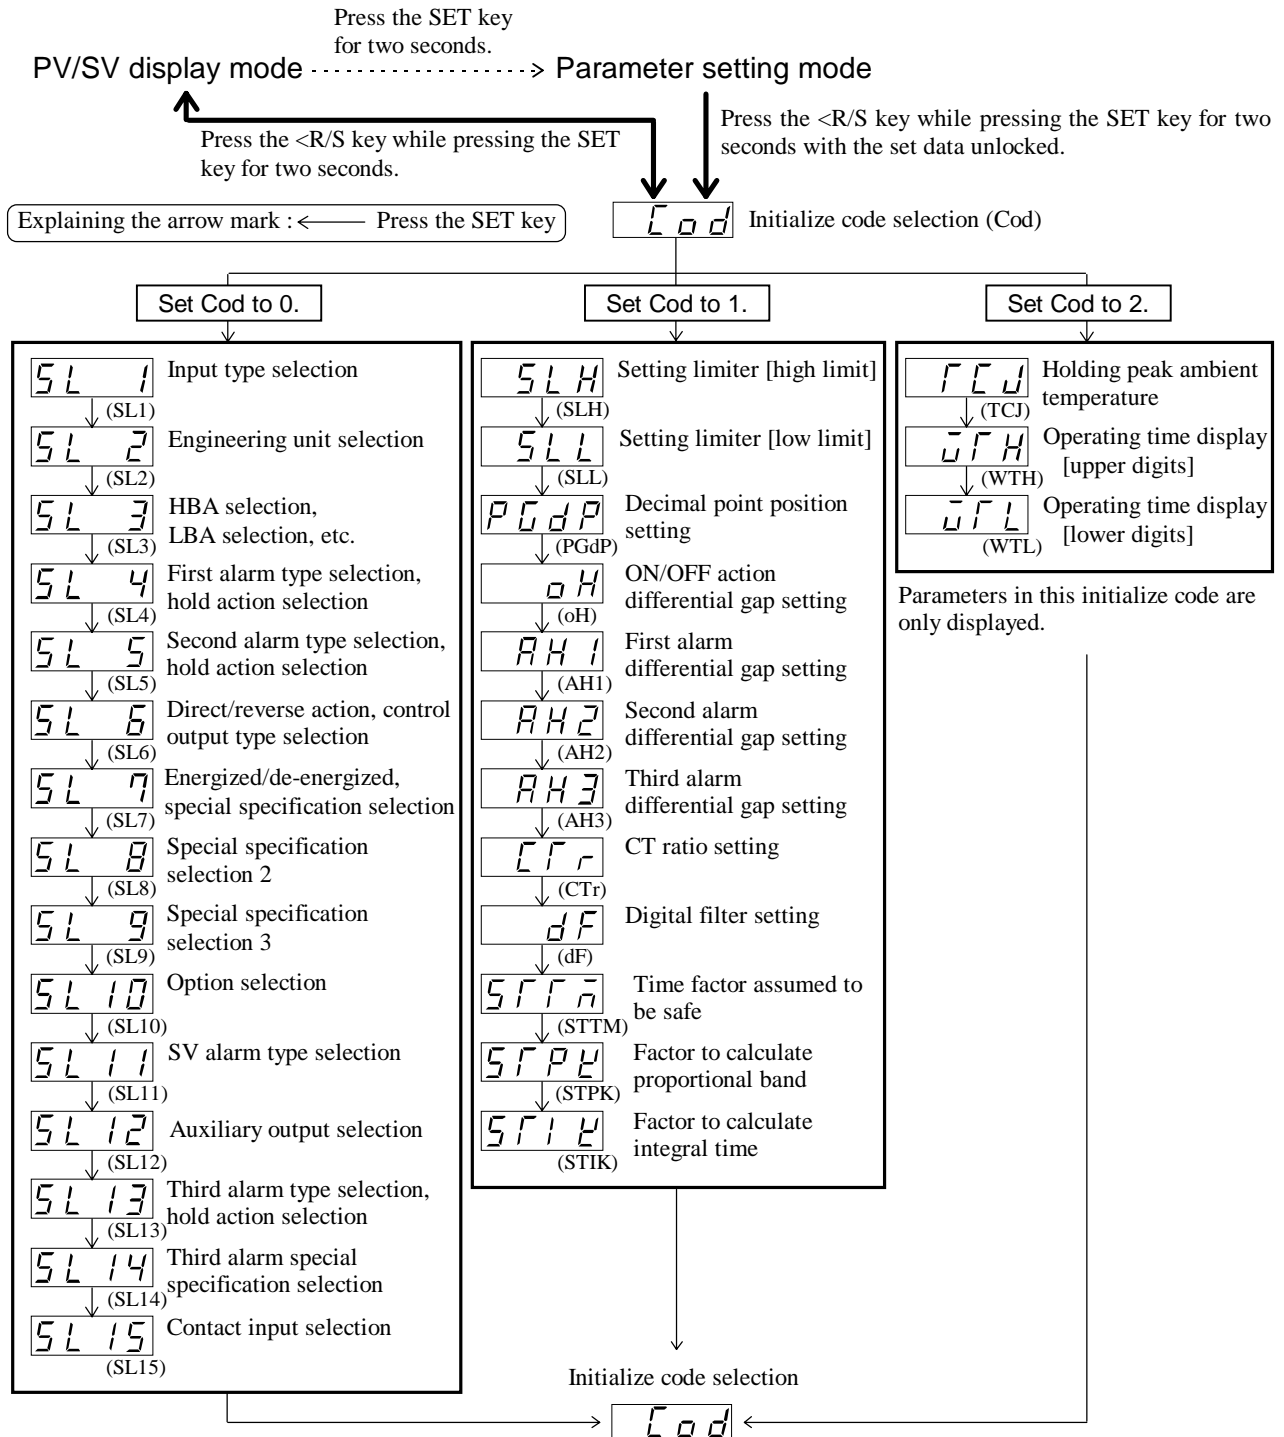 Press the SET key
for two seconds.
PV/SV display mode
Parameter setting mode
Press the <R/S key while pressing the SET
key for two seconds.
Press the <R/S key while pressing the SET key for two
seconds with the set data unlocked.
Explaining the arrow mark : Press the SET key
Cod Initialize code selection (Cod)
Set Cod to 0.
SL 1 Input type selection
(SL1)
SL 2 Engineering unit selection
(SL2)
SL 3 HBA selection,
LBA selection, etc.
(SL3)
SL 4 First alarm type selection,
hold action selection
(SL4)
SL 5 Second alarm type selection,
hold action selection
(SL5)
SL 6 Direct/reverse action, control
output type selection
(SL6)
SL 7 Energized/de-energized,
special specification selection
(SL7)
SL 8 Special specification
selection 2
(SL8)
SL 9 Special specification
selection 3
(SL9)
SL 10 Option selection
(SL10)
SL 11 SV alarm type selection
(SL11)
SL 12 Auxiliary output selection
(SL12)
SL 13 Third alarm type selection,
hold action selection
(SL13)
SL 14 Third alarm special
specification selection
(SL14)
SL 15 Contact input selection
(SL15)
Set Cod to 1.
SLH Setting limiter [high limit]
(SLH)
SLL Setting limiter [low limit]
(SLL)
PGdP Decimal point position
setting
(PGdP)
oH ON/OFF action
differential gap setting
(oH)
AH1 First alarm
differential gap setting
(AH1)
AH2 Second alarm
differential gap setting
(AH2)
AH3 Third alarm
differential gap setting
(AH3)
CTr CT ratio setting
(CTr)
dF Digital filter setting
(dF)
STTM Time factor assumed to
be safe
(STTM)
STPK Factor to calculate
proportional band
(STPK)
STIK Factor to calculate
integral time
(STIK)
Set Cod to 2.
TCJ Holding peak ambient
temperature
(TCJ)
WTH Operating time display
[upper digits]
(WTH)
WTL Operating time display
[lower digits]
(WTL)
Parameters in this initialize code are
only displayed.
Initialize code selection
Cod